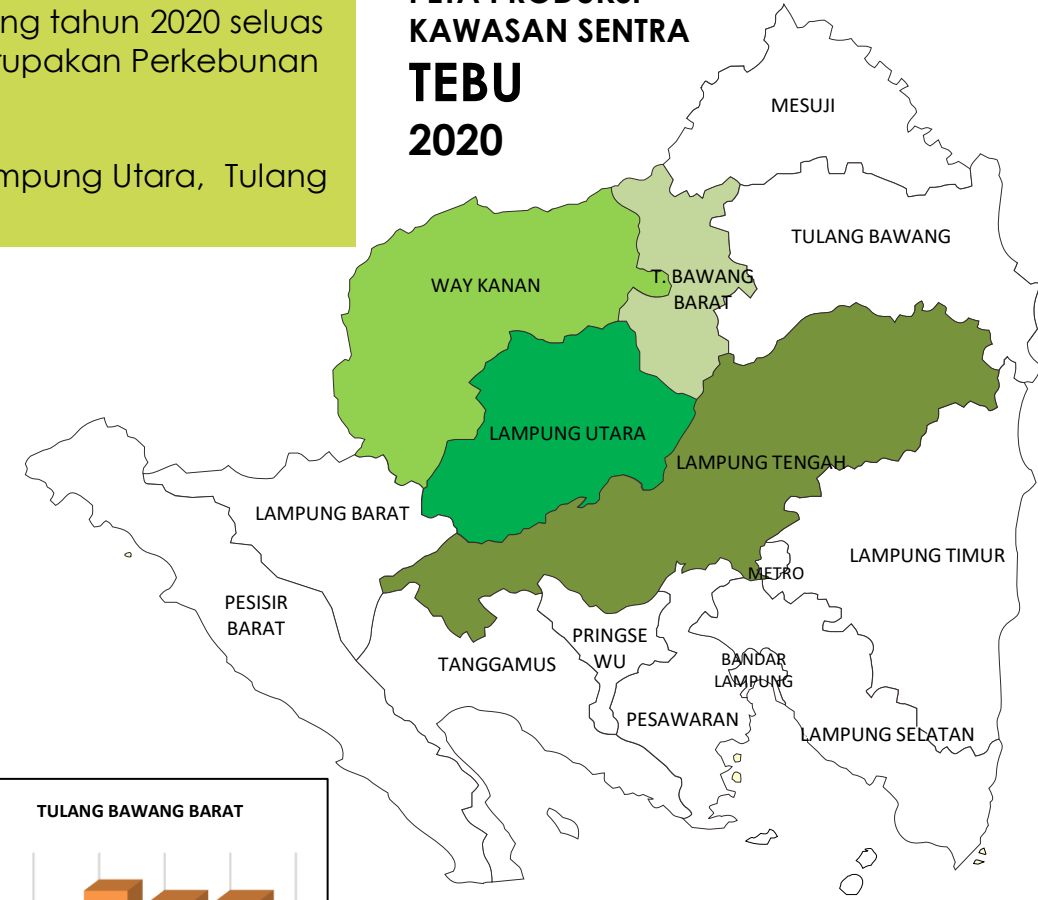 ng tahun 2020 seluas
rupakan Perkebunan
mpung Utara, Tulang
PETA PRODUKSI
KAWASAN SENTRA
TEBU
2020
MESUJI
TULANG BAWANG
WAY KANAN
T. BAWANG
BARAT
LAMPUNG UTARA
LAMPUNG TENGAH
LAMPUNG BARAT
LAMPUNG TIMUR
METRO
PESISIR
BARAT
PRINGSE
WU
TANGGAMUS
BANDAR
LAMPUNG
PESAWARAN
LAMPUNG SELATAN
TULANG BAWANG BARAT